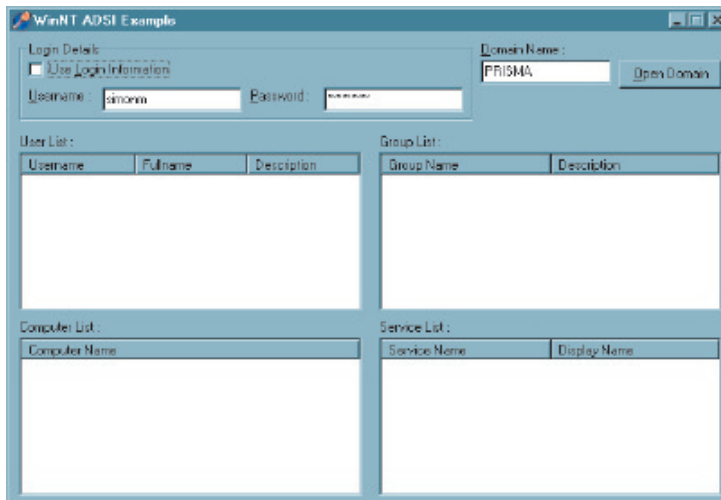 WinNT ADSI Example
Login Details
Use Login Information
Username : simonm Password : *********
Domain Name :
PRISMA
Open Domain
User List : Group List :
Username Fullname Description Group Name Description
Computer List : Service List :
Computer Name Service Name Display Name